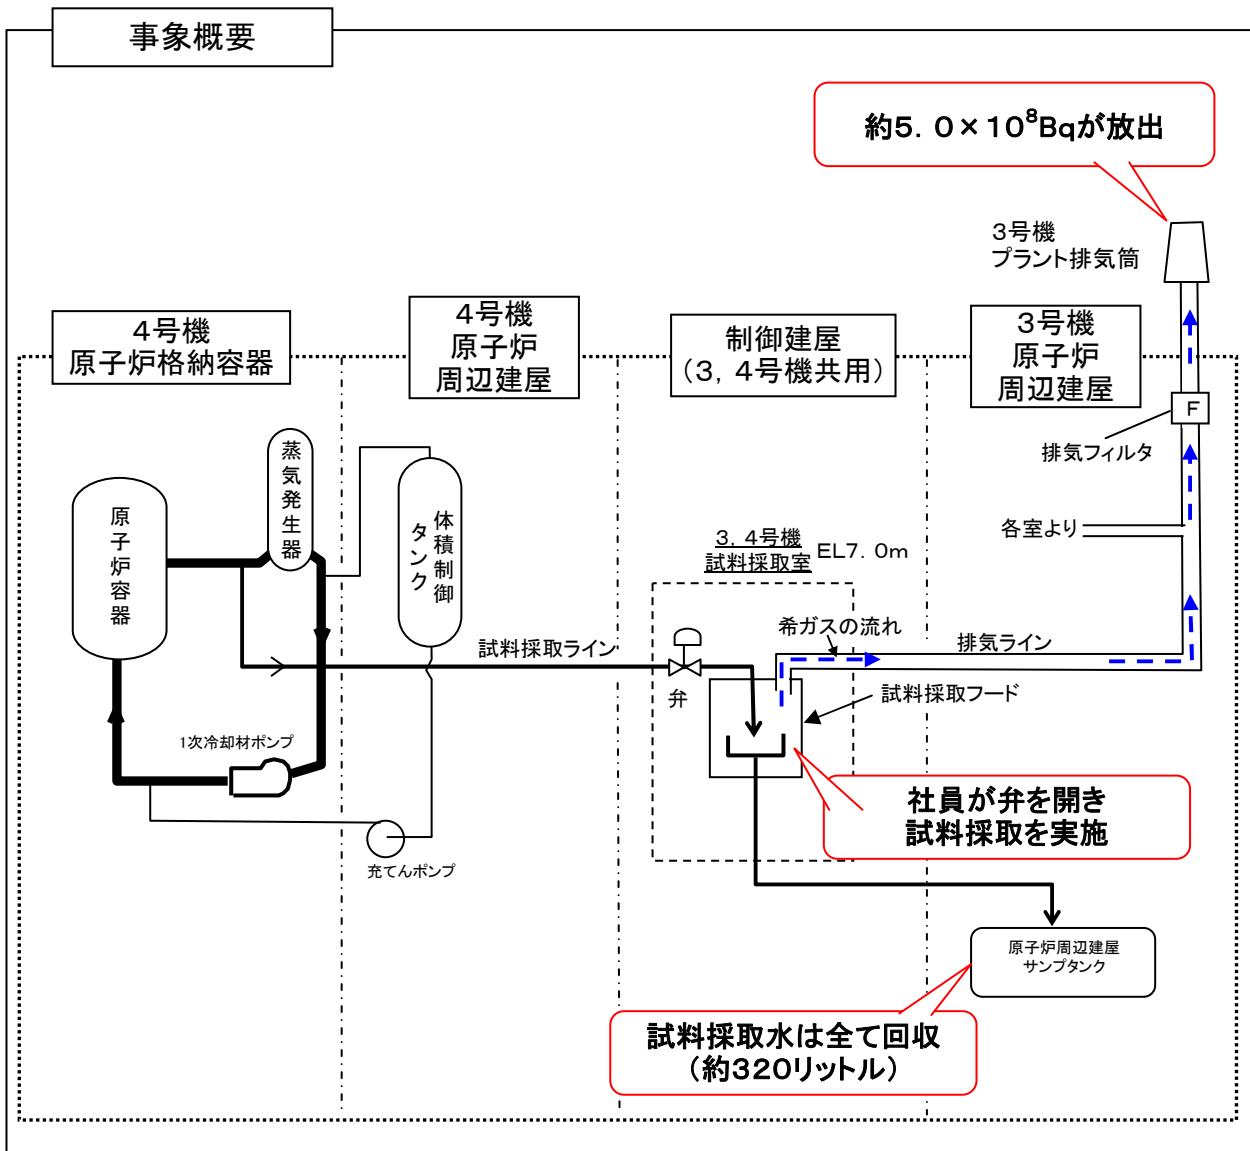 事象概要
約5．0×10⁸Bqが放出
3号機
プラント排気筒
4号機
原子炉格納容器
4号機
原子炉
周辺建屋
制御建屋
（3，4号機共用）
3号機
原子炉
周辺建屋
F
排気フィルタ
蒸気発生器
原子炉容器
体積制御
タンク
各室より
3，4号機
試料採取室
EL7．0m
試料採取ライン
希ガスの流れ
排気ライン
弁
試料採取フード
1次冷却材ポンプ
社員が弁を開き
試料採取を実施
充てんポンプ
原子炉周辺建屋
サンプタンク
試料採取水は全て回収
（約320リットル）